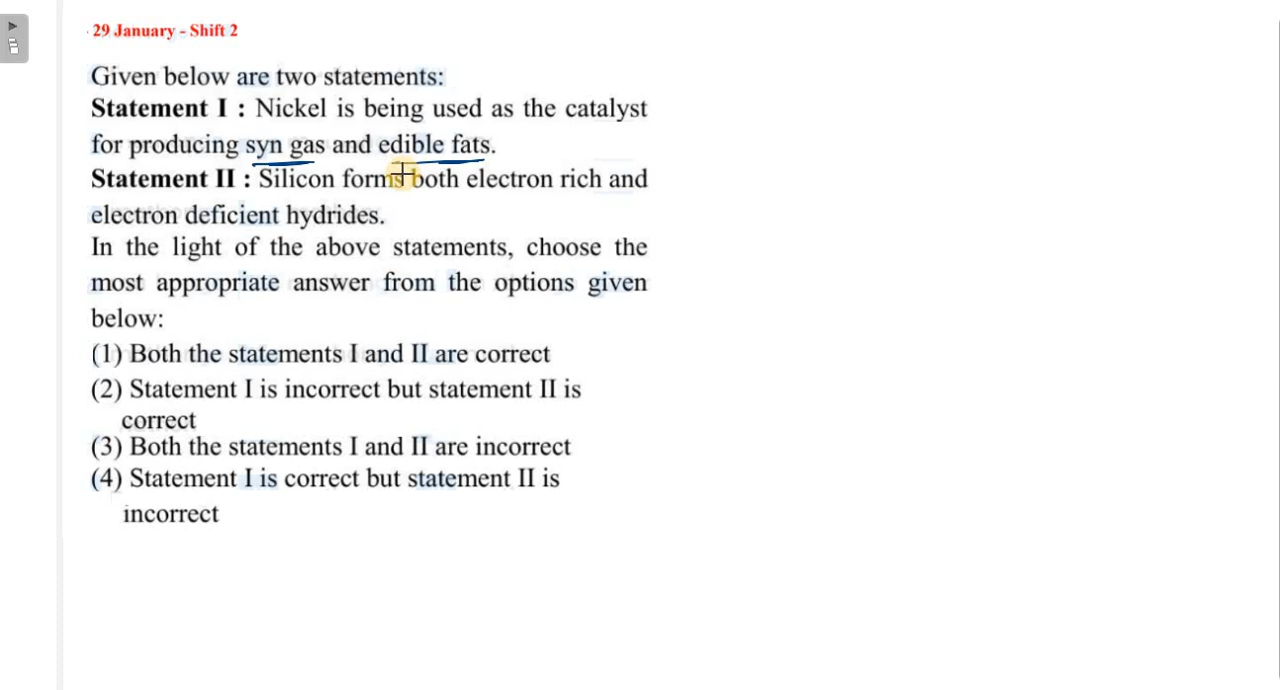 29 January - Shift 2
Given below are two statements:
Statement I : Nickel is being used as the catalyst
for producing syn gas and edible fats.
Statement II : Silicon forms both electron rich and
electron deficient hydrides.
In the light of the above statements, choose the
most appropriate answer from the options given
below:
(1) Both the statements I and II are correct
(2) Statement I is incorrect but statement II is
correct
(3) Both the statements I and II are incorrect
(4) Statement I is correct but statement II is
incorrect